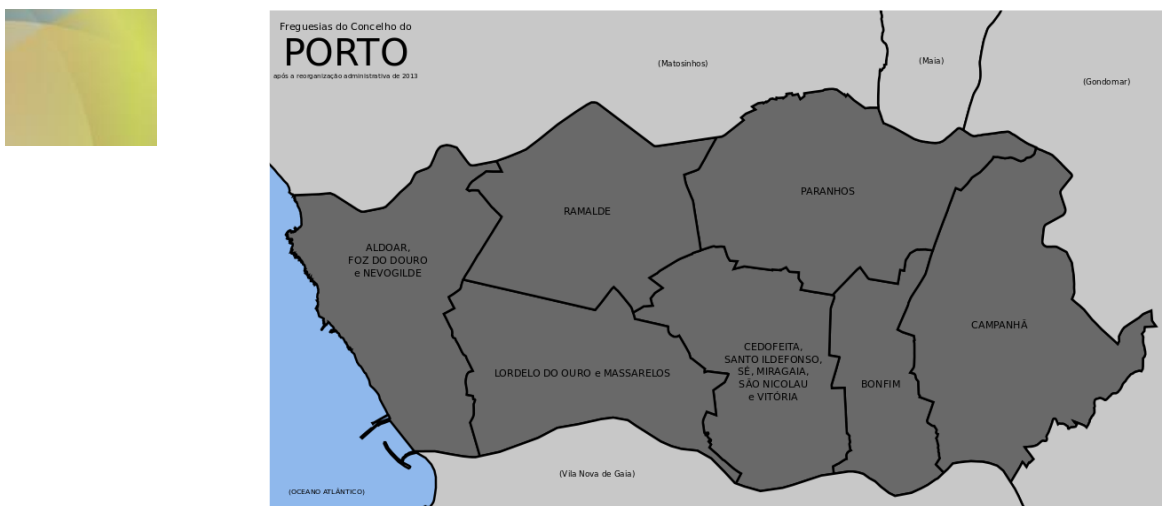 Freguesias do Concelho do
PORTO
após a reorganização administrativa de 2013
(Matosinhos)
(Maia)
(Gondomar)
PARANHOS
RAMALDE
ALDOAR,
FOZ DO DOURO
e NEVOGILDE
CAMPANHÃ
CEDOFEITA,
SANTO ILDEFONSO,
SÉ, MIRAGAIA,
SÃO NICOLAU
e VITÓRIA
LORDELO DO OURO e MASSARELOS
BONFIM
(Vila Nova de Gaia)
(OCEANO ATLÂNTICO)